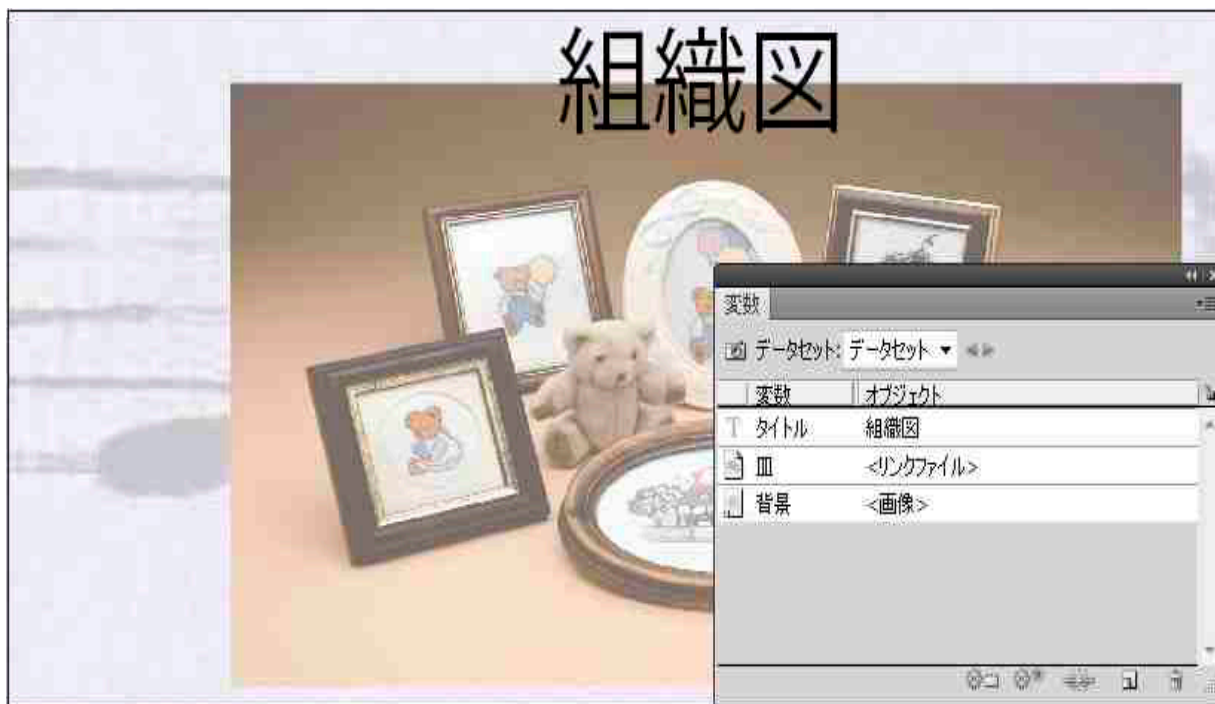 組織図
変数
データセット: データセット
変数 オブジェクト
T タイトル 組織図
皿 <リンクファイル>
背景 <画像>